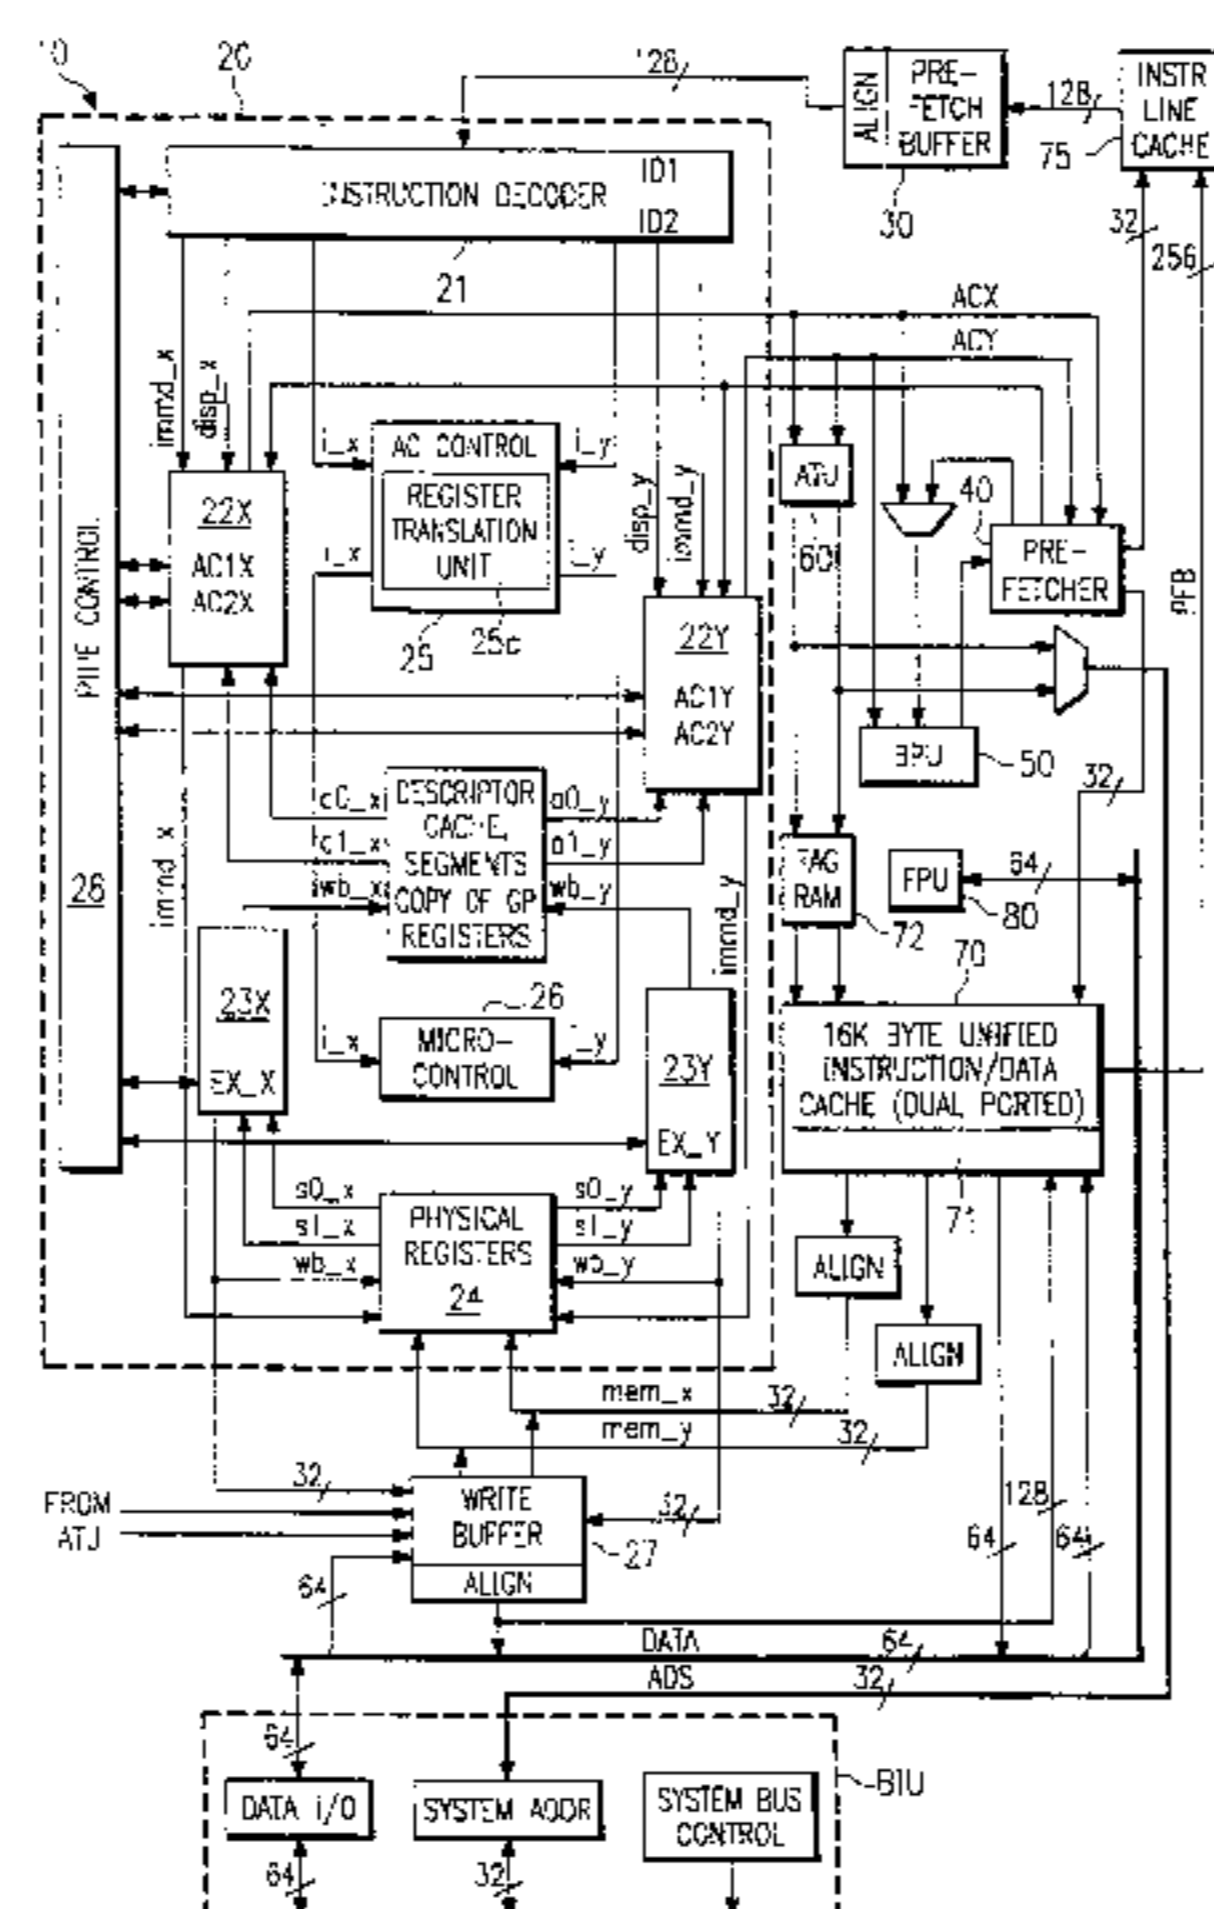 10
20
128
ALIGN
PRE-
FETCH
BUFFER
30
128
INSTR
LINE
CACHE
75
32
256
INSTRUCTION DECODER
ID1
ID2
21
ACX
ACY
immd_x
disp_x
i_x
AC CONTROL
i_y
REGISTER
TRANSLATION
UNIT
i_x
i_y
25
25c
disp_y
immd_y
22X
AC1X
AC2X
PIPE CONTROL
28
ATU
60
40
PRE-
FETCHER
PFB
22Y
AC1Y
AC2Y
BPU
50
32
DESCRIPTOR
CACHE,
SEGMENTS
COPY OF GP
REGISTERS
a0_y
a1_y
wb_x
wb_y
immd_x
immd_y
TAG
RAM
72
FPU
80
64
70
23X
EX_X
i_x
MICRO-
CONTROL
26
i_y
23Y
EX_Y
16K BYTE UNIFIED
INSTRUCTION/DATA
CACHE (DUAL PORTED)
71
s0_x
s1_x
wb_x
PHYSICAL
REGISTERS
24
s0_y
s1_y
wb_y
ALIGN
ALIGN
mem_x
32
mem_y
32
FROM
ATU
32
WRITE
BUFFER
ALIGN
32
27
64
128
64
64
DATA
64
ADS
32
64
BIU
DATA I/O
SYSTEM ADDR
SYSTEM BUS
CONTROL
64
32